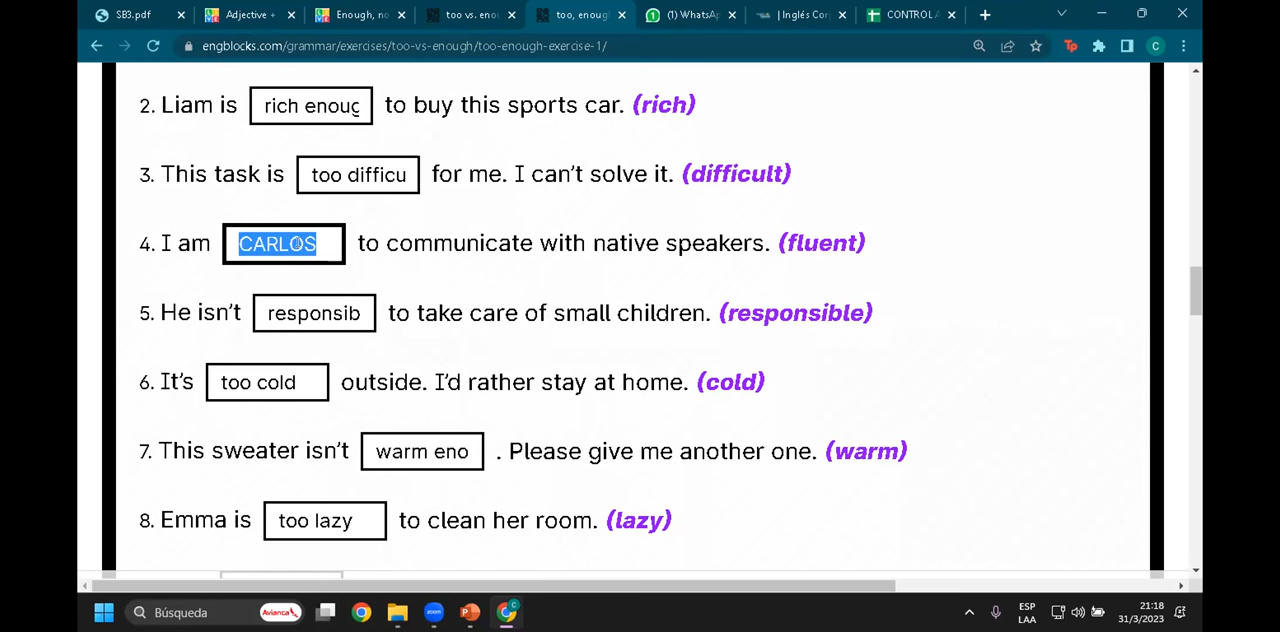 SB3.pdf
Adjective +
Enough, no
too vs. enou
too, enoug
(1) WhatsAp
Inglés Cor
CONTROL A
engblocks.com/grammar/exercises/too-vs-enough/too-enough-exercise-1/
2. Liam is rich enoug to buy this sports car. (rich)
3. This task is too difficu for me. I can't solve it. (difficult)
4. I am CARLOS to communicate with native speakers. (fluent)
5. He isn't responsib to take care of small children. (responsible)
6. It's too cold outside. I'd rather stay at home. (cold)
7. This sweater isn't warm eno . Please give me another one. (warm)
8. Emma is too lazy to clean her room. (lazy)
Búsqueda
Avianca
zoom
ESP
LAA
21:18
31/3/2023